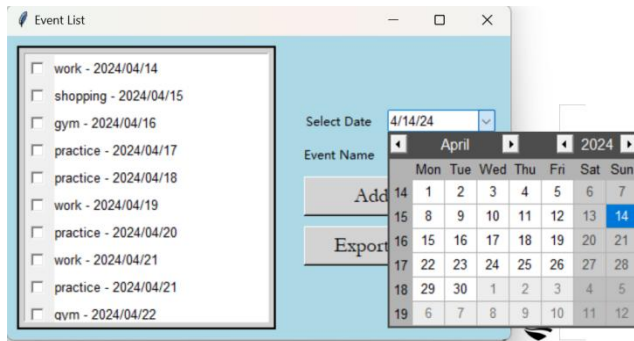 Event List
work - 2024/04/14
shopping - 2024/04/15
gym - 2024/04/16
practice - 2024/04/17
practice - 2024/04/18
work - 2024/04/19
practice - 2024/04/20
work - 2024/04/21
practice - 2024/04/21
gym - 2024/04/22
Select Date 4/14/24
Event Name
Add
Export
April 2024
Mon Tue Wed Thu Fri Sat Sun
14 1 2 3 4 5 6 7
15 8 9 10 11 12 13 14
16 15 16 17 18 19 20 21
17 22 23 24 25 26 27 28
18 29 30 1 2 3 4 5
19 6 7 8 9 10 11 12